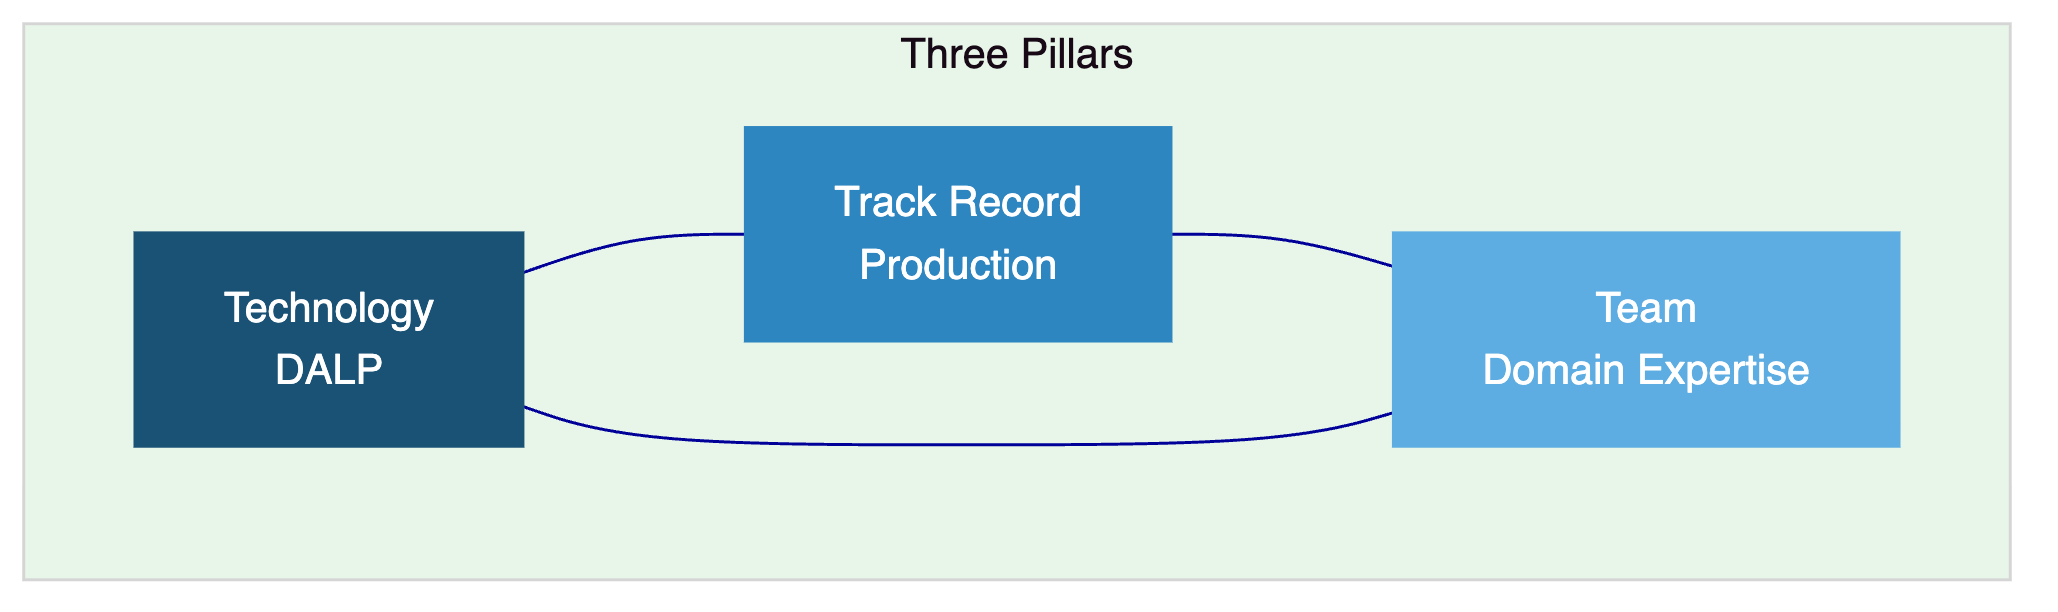 Three Pillars
Technology
DALP
Track Record
Production
Team
Domain Expertise